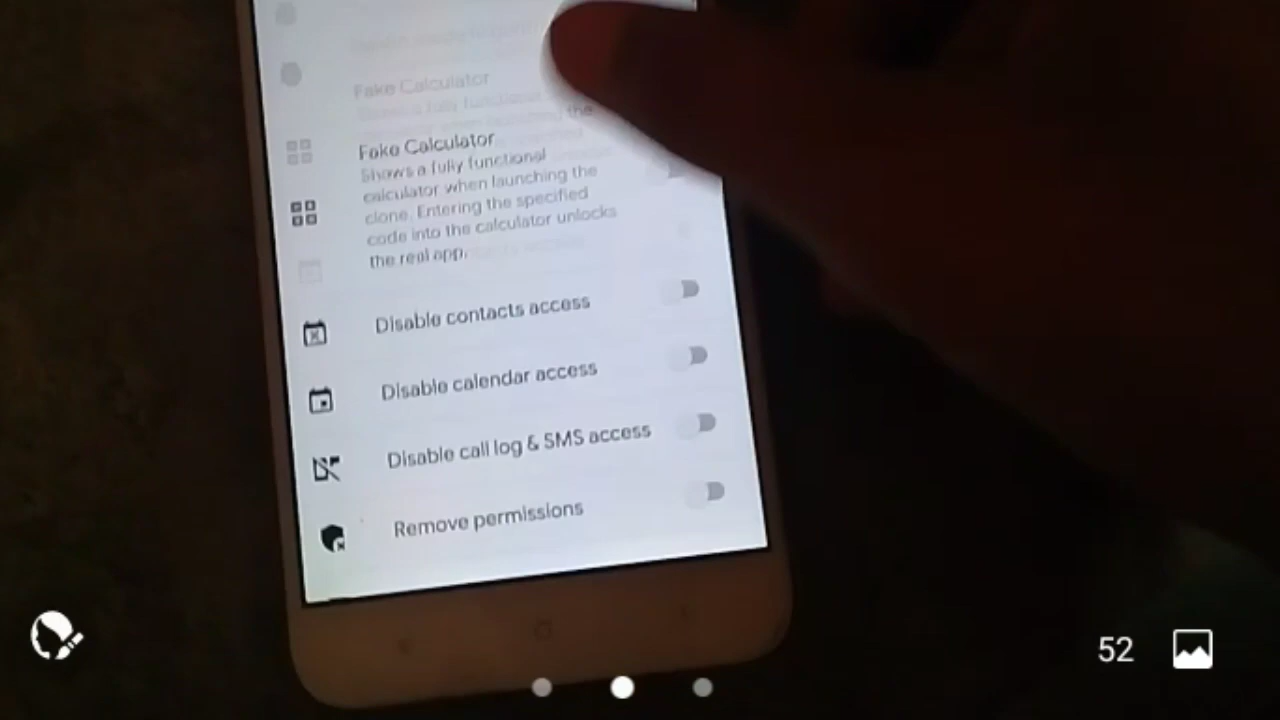 Fake Calculator
Fake Calculator
Shows a fully functional
calculator when launching the
clone. Entering the specified
code into the calculator unlocks
the real app.
Disable contacts access
Disable calendar access
Disable call log & SMS access
Remove permissions
52